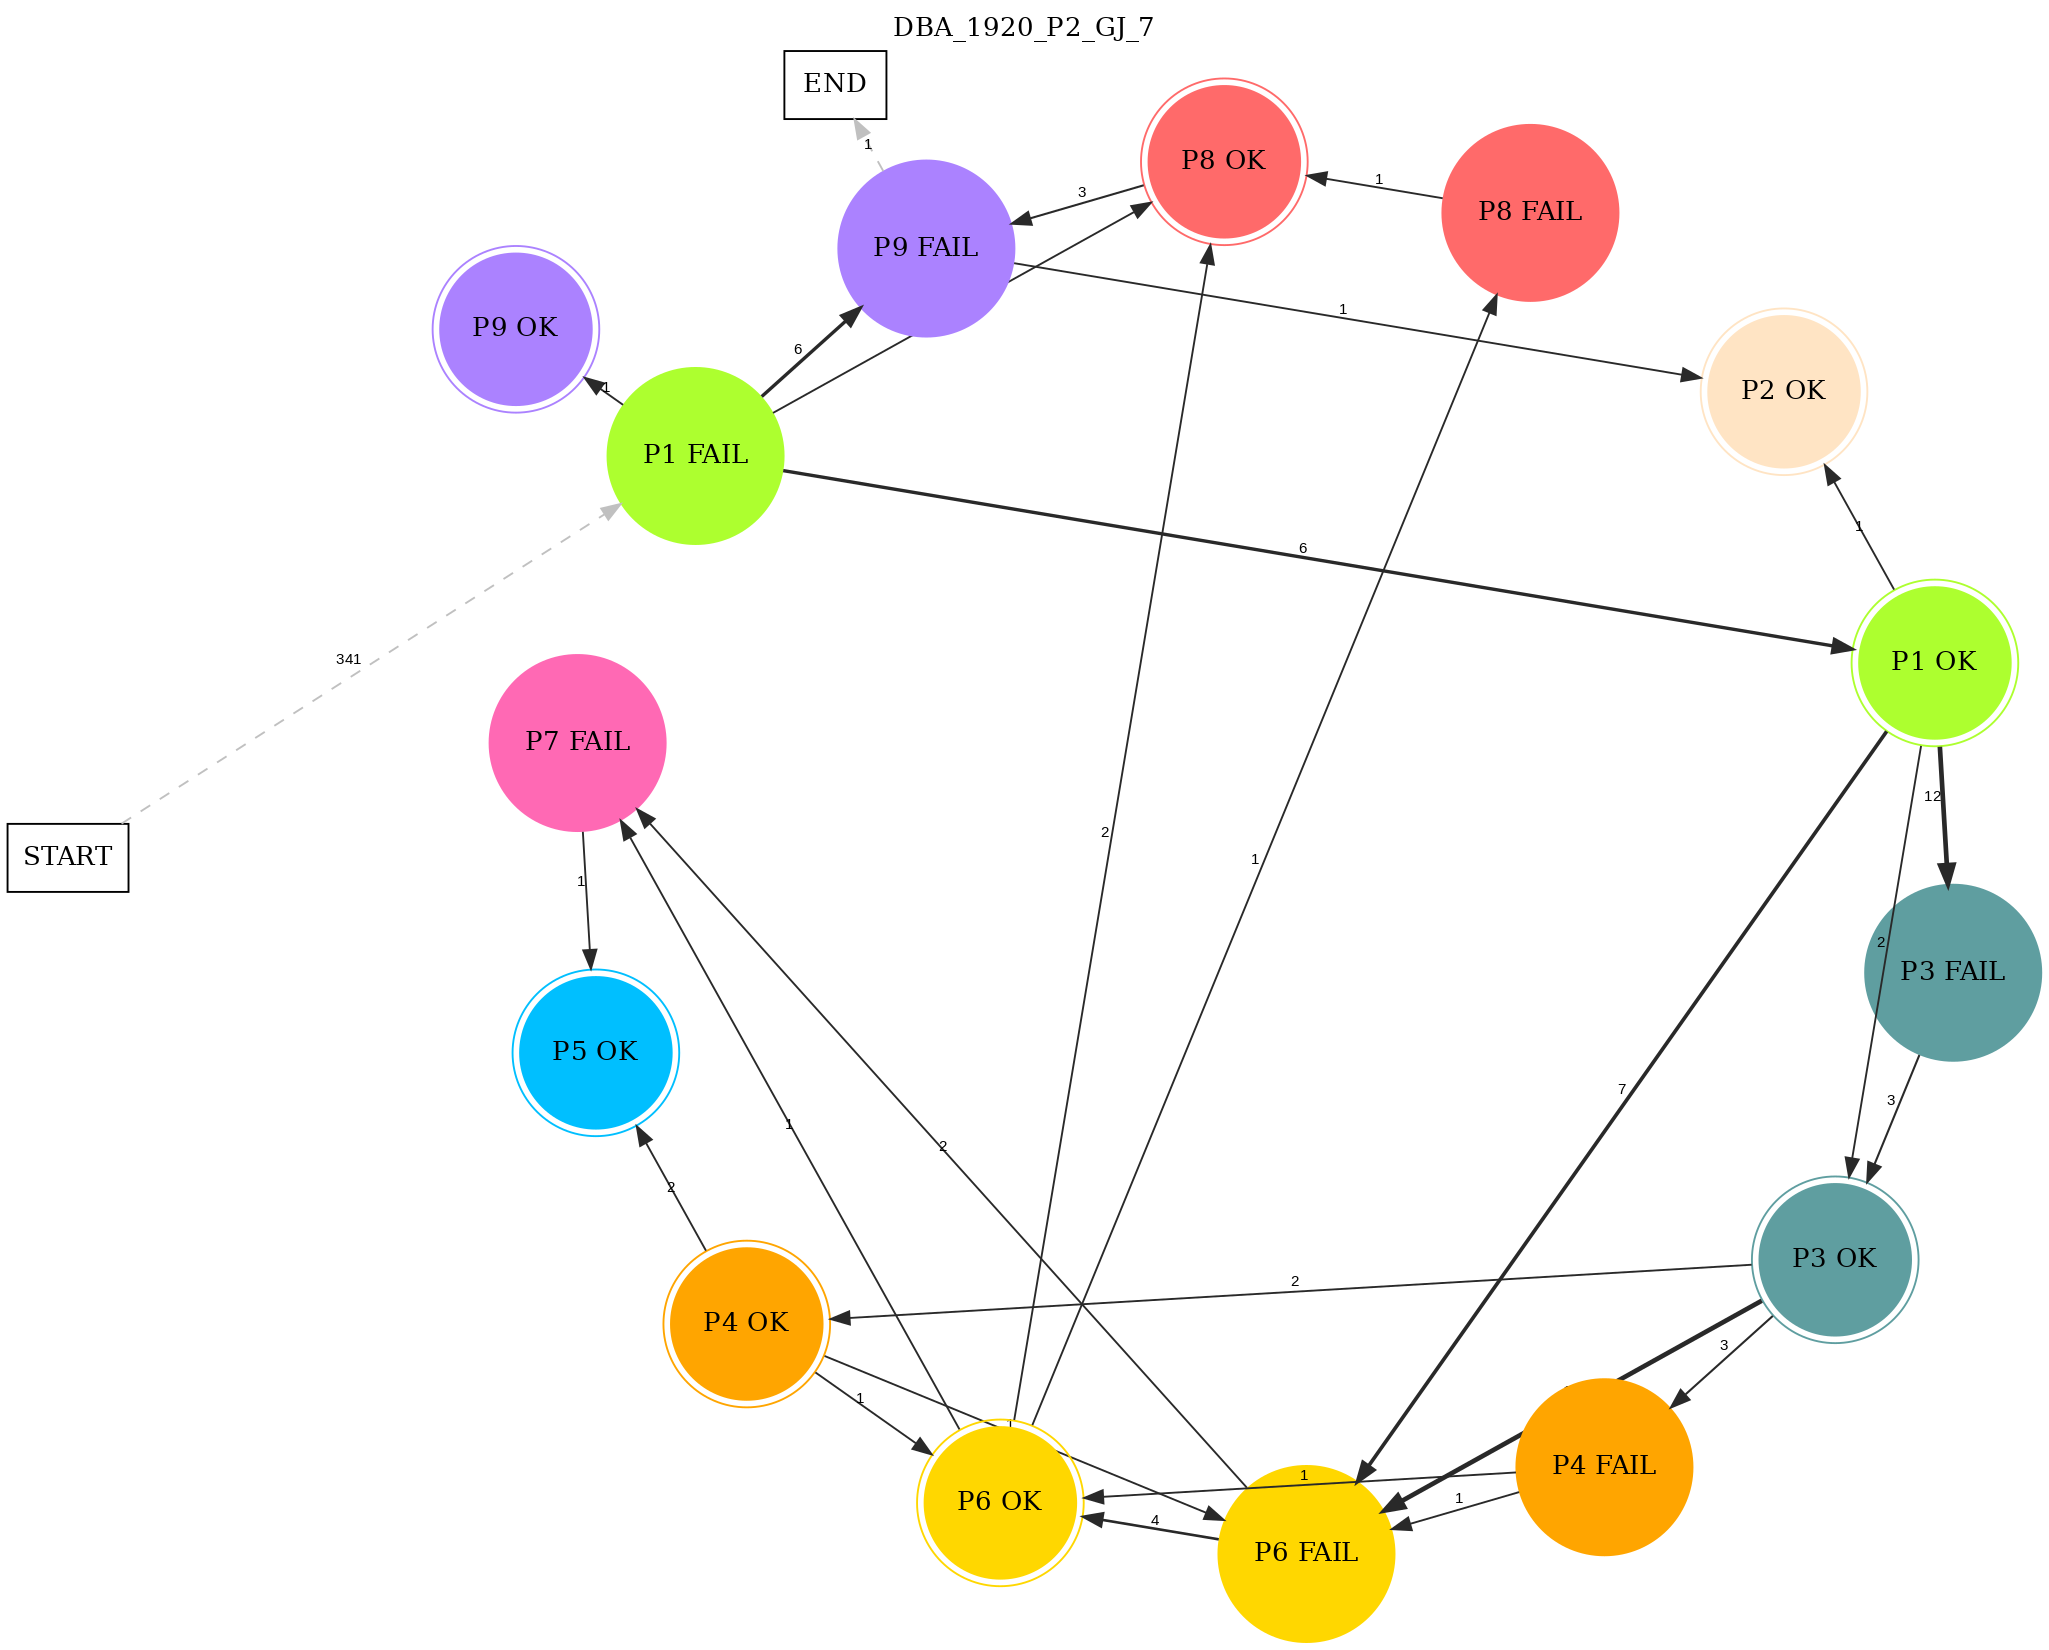 DBA_1920_P2_GJ_7
END
1
P8 OK
P8 FAIL
1
3
P9 FAIL
P9 OK
1
6
1
P2 OK
P1 FAIL
1
6
341
P1 OK
P7 FAIL
12
2
1
START
1
2
P3 FAIL
P5 OK
7
3
1
2
2
P3 OK
2
P4 OK
3
1
P4 FAIL
1
1
P6 OK
4
P6 FAIL